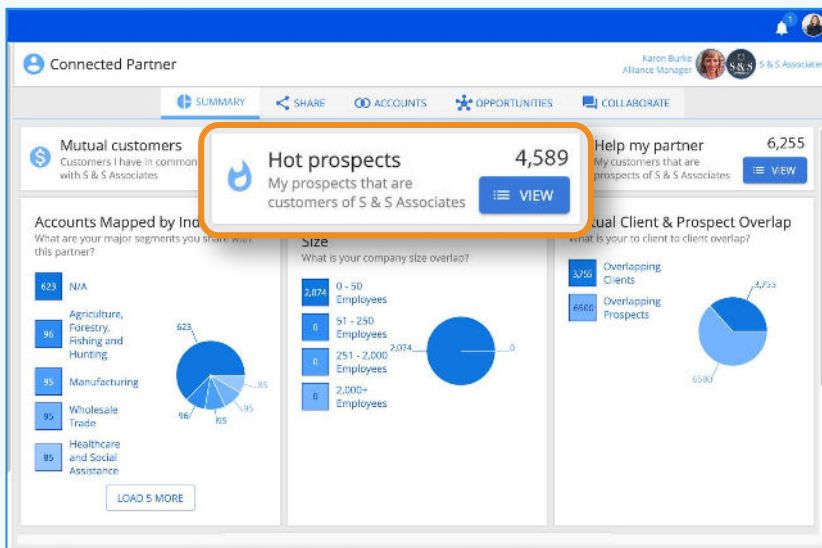 1
Connected Partner
Karen Burke
Alliance Manager
S&S
S & S Associates
SUMMARY
SHARE
ACCOUNTS
OPPORTUNITIES
COLLABORATE
Mutual customers
Customers I have in common
with S & S Associates
Hot prospects
4,589
My prospects that are
customers of S & S Associates
VIEW
Help my partner
6,255
My customers that are
prospects of S & S Associates
VIEW
Accounts Mapped by Ind
What are your major segments you share with
this partner?
623 N/A
96 Agriculture,
Forestry,
Fishing and
Hunting
95 Manufacturing
95 Wholesale
Trade
85 Healthcare
and Social
Assistance
623
85
95
95
96
LOAD 5 MORE
Size
What is your company size overlap?
2,074 0 - 50
Employees
0 51 - 250
Employees
0 251 - 2,000
Employees
0 2,000+
Employees
2,074
0
tual Client & Prospect Overlap
What is your to client to client overlap?
3,755 Overlapping
Clients
6500 Overlapping
Prospects
3,755
6500